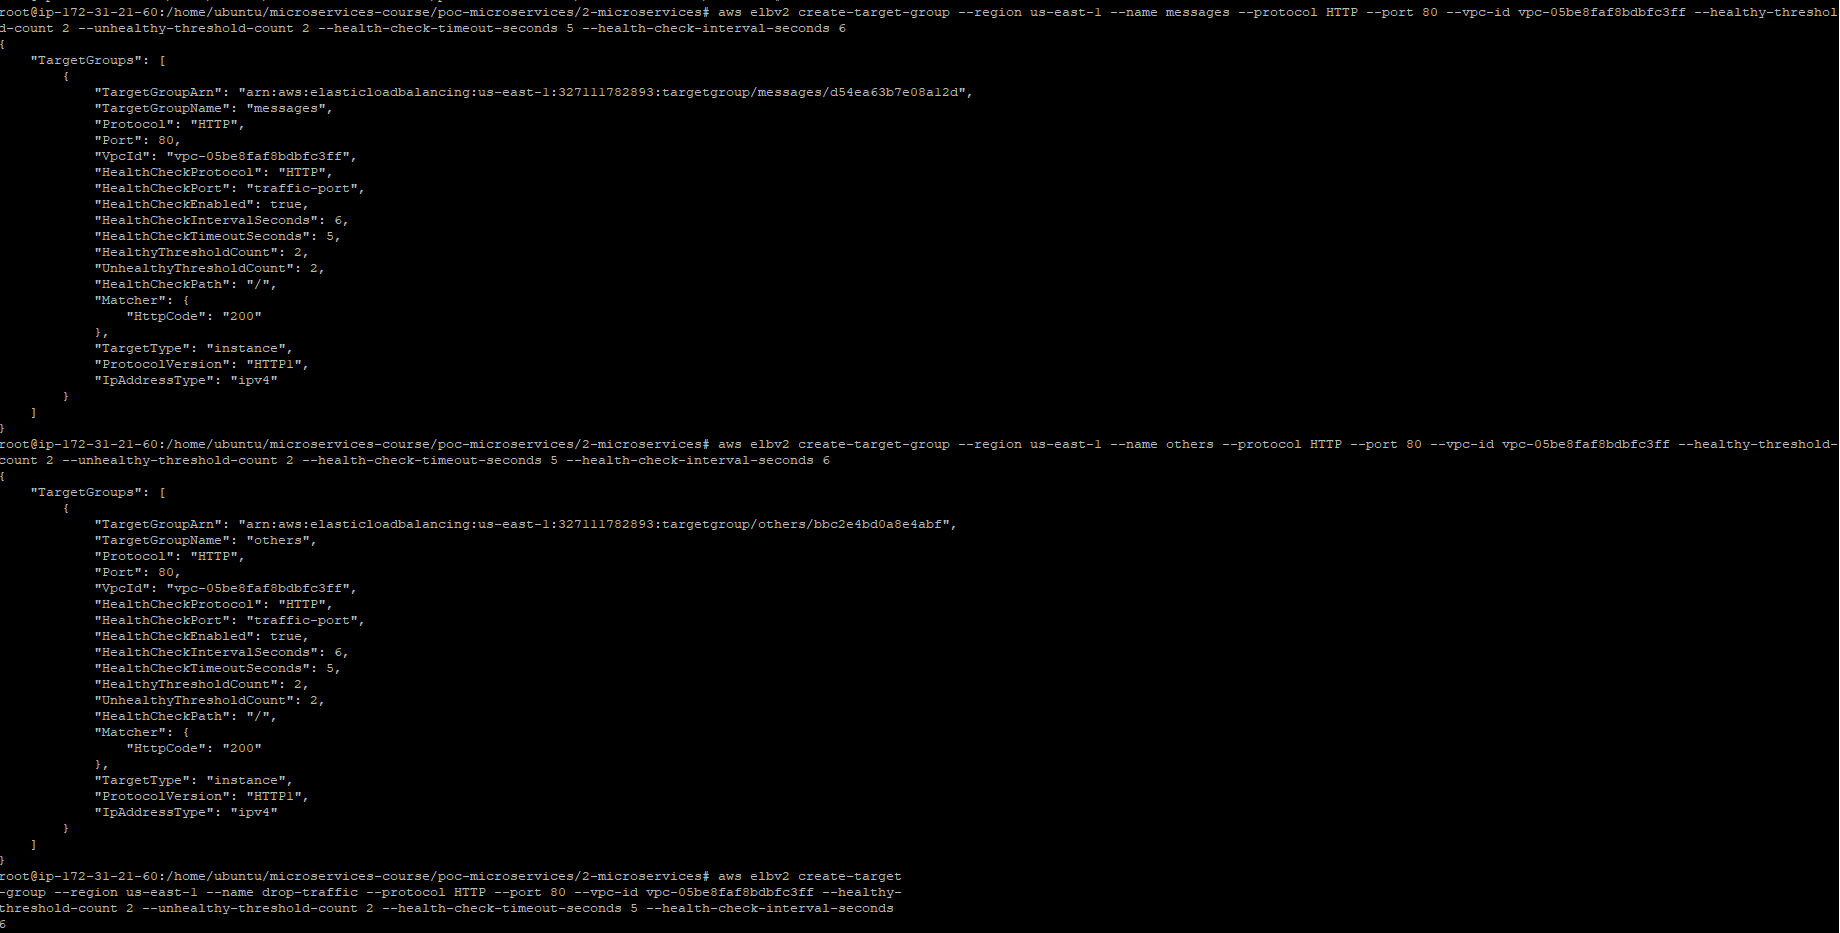 root@ip-172-31-21-60:/home/ubuntu/microservices-course/poc-microservices/2-microservices# aws elbv2 create-target-group --region us-east-1 --name messages --protocol HTTP --port 80 --vpc-id vpc-05be8faf8bdbfc3ff --healthy-threshol
d-count 2 --unhealthy-threshold-count 2 --health-check-timeout-seconds 5 --health-check-interval-seconds 6
{
    "TargetGroups": [
        {
            "TargetGroupArn": "arn:aws:elasticloadbalancing:us-east-1:327111782893:targetgroup/messages/d54ea63b7e08a12d",
            "TargetGroupName": "messages",
            "Protocol": "HTTP",
            "Port": 80,
            "VpcId": "vpc-05be8faf8bdbfc3ff",
            "HealthCheckProtocol": "HTTP",
            "HealthCheckPort": "traffic-port",
            "HealthCheckEnabled": true,
            "HealthCheckIntervalSeconds": 6,
            "HealthCheckTimeoutSeconds": 5,
            "HealthyThresholdCount": 2,
            "UnhealthyThresholdCount": 2,
            "HealthCheckPath": "/",
            "Matcher": {
                "HttpCode": "200"
            },
            "TargetType": "instance",
            "ProtocolVersion": "HTTP1",
            "IpAddressType": "ipv4"
        }
    ]
}
root@ip-172-31-21-60:/home/ubuntu/microservices-course/poc-microservices/2-microservices# aws elbv2 create-target-group --region us-east-1 --name others --protocol HTTP --port 80 --vpc-id vpc-05be8faf8bdbfc3ff --healthy-threshold-
count 2 --unhealthy-threshold-count 2 --health-check-timeout-seconds 5 --health-check-interval-seconds 6
{
    "TargetGroups": [
        {
            "TargetGroupArn": "arn:aws:elasticloadbalancing:us-east-1:327111782893:targetgroup/others/bbc2e4bd0a8e4abf",
            "TargetGroupName": "others",
            "Protocol": "HTTP",
            "Port": 80,
            "VpcId": "vpc-05be8faf8bdbfc3ff",
            "HealthCheckProtocol": "HTTP",
            "HealthCheckPort": "traffic-port",
            "HealthCheckEnabled": true,
            "HealthCheckIntervalSeconds": 6,
            "HealthCheckTimeoutSeconds": 5,
            "HealthyThresholdCount": 2,
            "UnhealthyThresholdCount": 2,
            "HealthCheckPath": "/",
            "Matcher": {
                "HttpCode": "200"
            },
            "TargetType": "instance",
            "ProtocolVersion": "HTTP1",
            "IpAddressType": "ipv4"
        }
    ]
}
root@ip-172-31-21-60:/home/ubuntu/microservices-course/poc-microservices/2-microservices# aws elbv2 create-target
-group --region us-east-1 --name drop-traffic --protocol HTTP --port 80 --vpc-id vpc-05be8faf8bdbfc3ff --healthy-
threshold-count 2 --unhealthy-threshold-count 2 --health-check-timeout-seconds 5 --health-check-interval-seconds
6